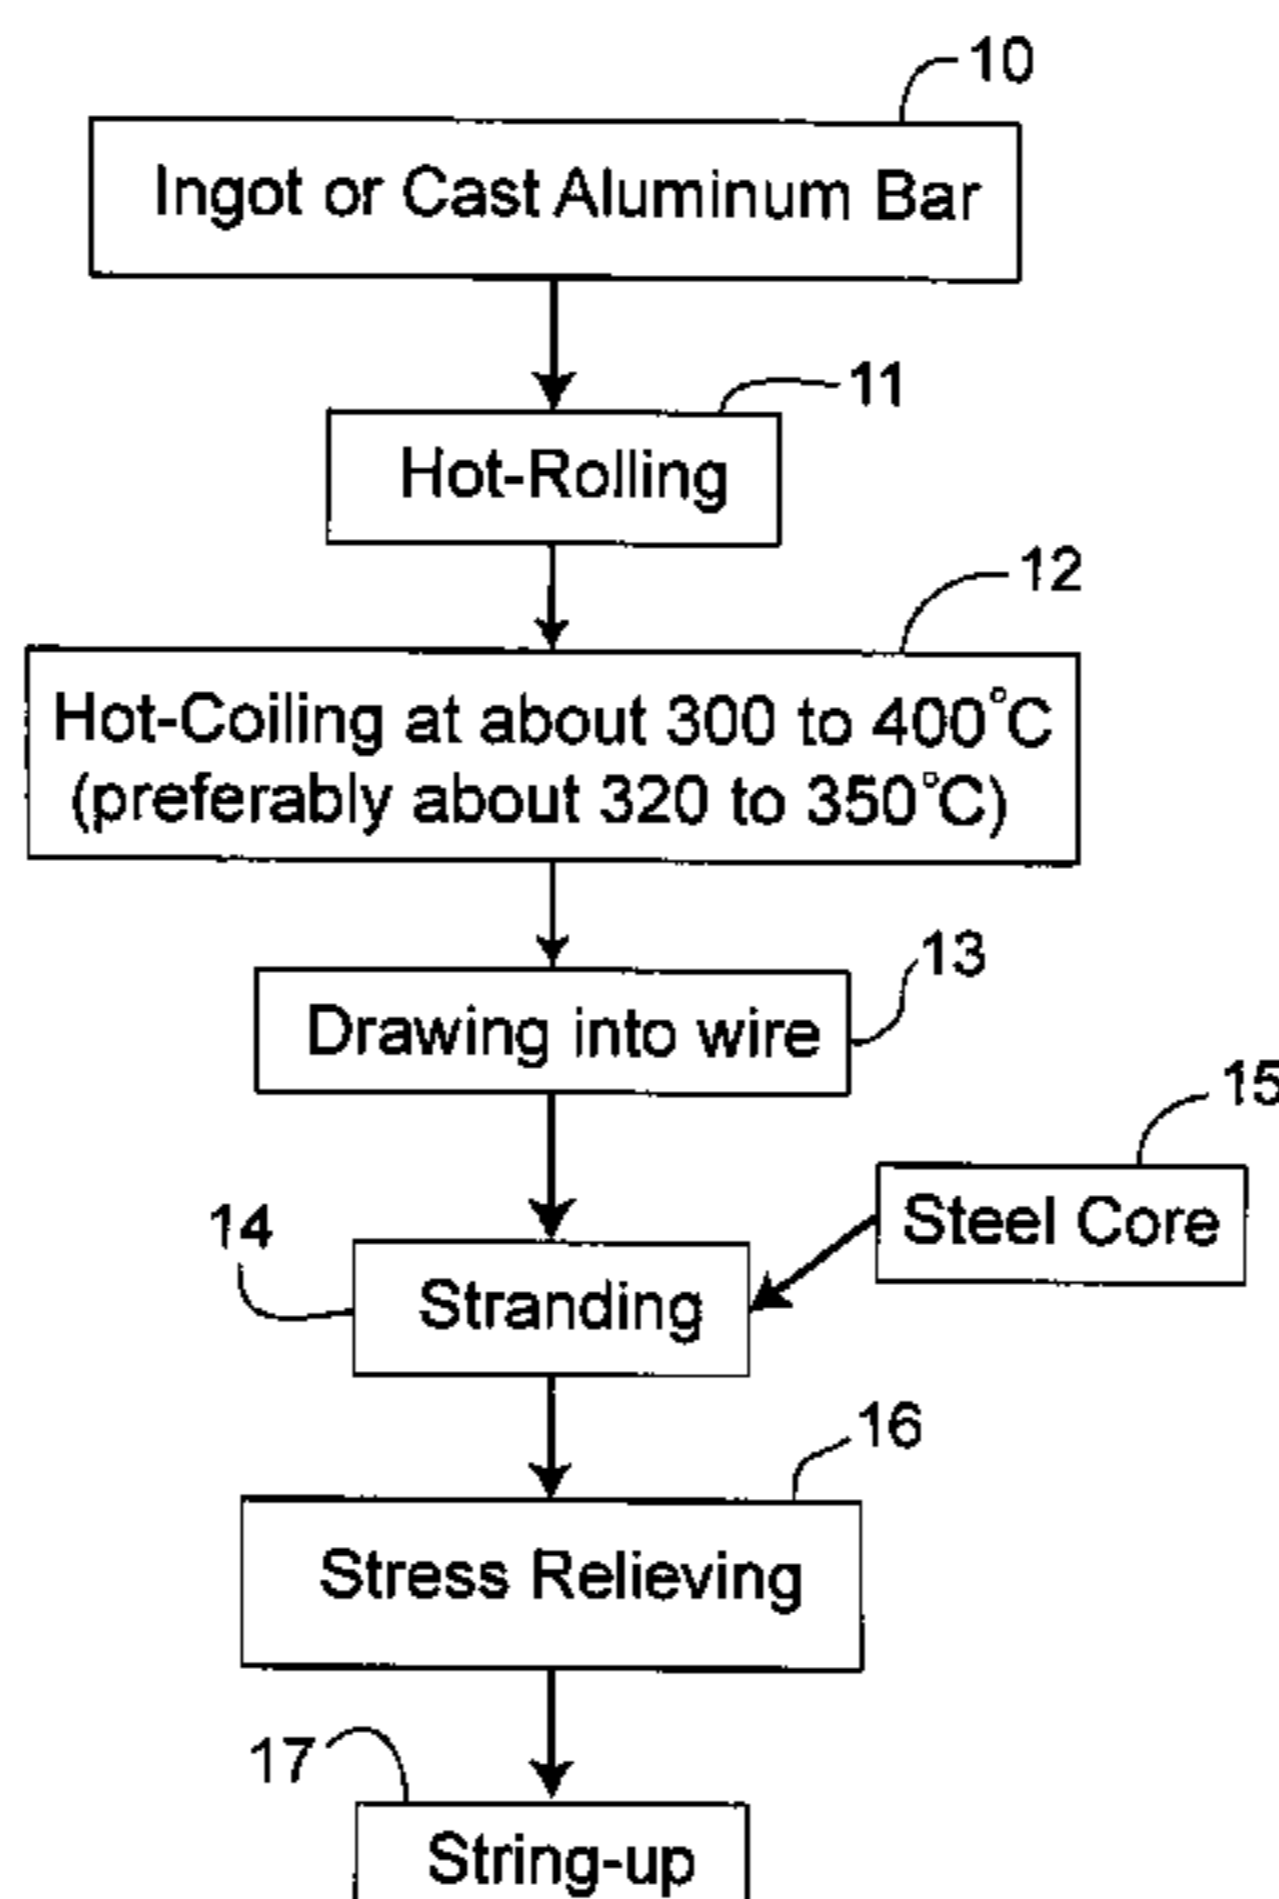 10
Ingot or Cast Aluminum Bar
11
Hot-Rolling
12
Hot-Coiling at about 300 to 400°C
(preferably about 320 to 350°C)
13
Drawing into wire
15
Steel Core
14
Stranding
16
Stress Relieving
17
String-up